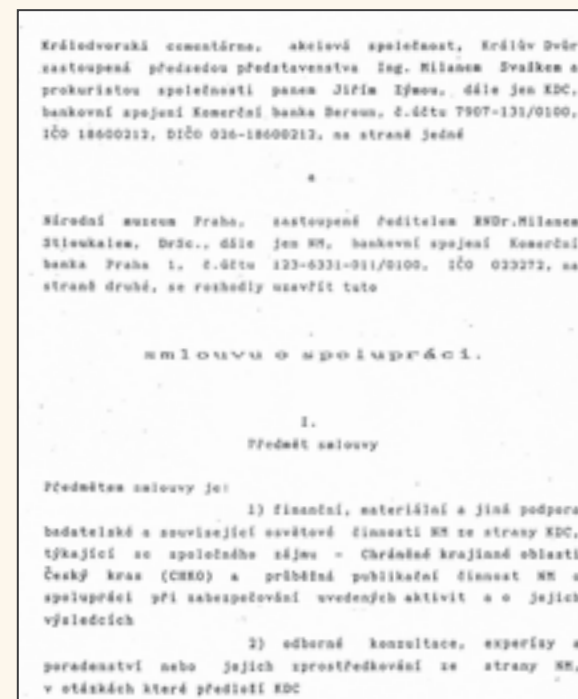 Královodvorská cementárna, akciová společnost, Králův Dvůr
zastoupená předsedou představenstva Ing. Milanem Svaškem a
prokuristou společnosti panem Jiřím Zýmou, dále jen KDC,
bankovní spojení Komerční banka Beroun, č.účtu 7907-131/0100,
IČO 18600212, DIČO 026-18600212, na straně jedné
a
Národní muzeum Praha, zastoupené ředitelem RNDr.Milanem
Stloukalem, DrSc., dále jen NM, bankovní spojení Komerční
banka Praha 1, č.účtu 123-6331-011/0100, IČO 023272, na
straně druhé, se rozhodly uzavřít tuto
smlouvu o spolupráci.
I.
Předmět smlouvy
Předmětem smlouvy je:
1) finanční, materiální a jiná podpora
badatelské a související osvětové činnosti NM ze strany KDC,
týkající se společného zájmu - Chráněné krajinné oblasti
Český kras (CHKO) a průběžná publikační činnost NM o
spolupráci při zabezpečování uvedených aktivit a o jejich
výsledcích
2) odborné konzultace, expertízy a
poradenství nebo jejich zprostředkování ze strany NM,
v otázkách které předloží KDC